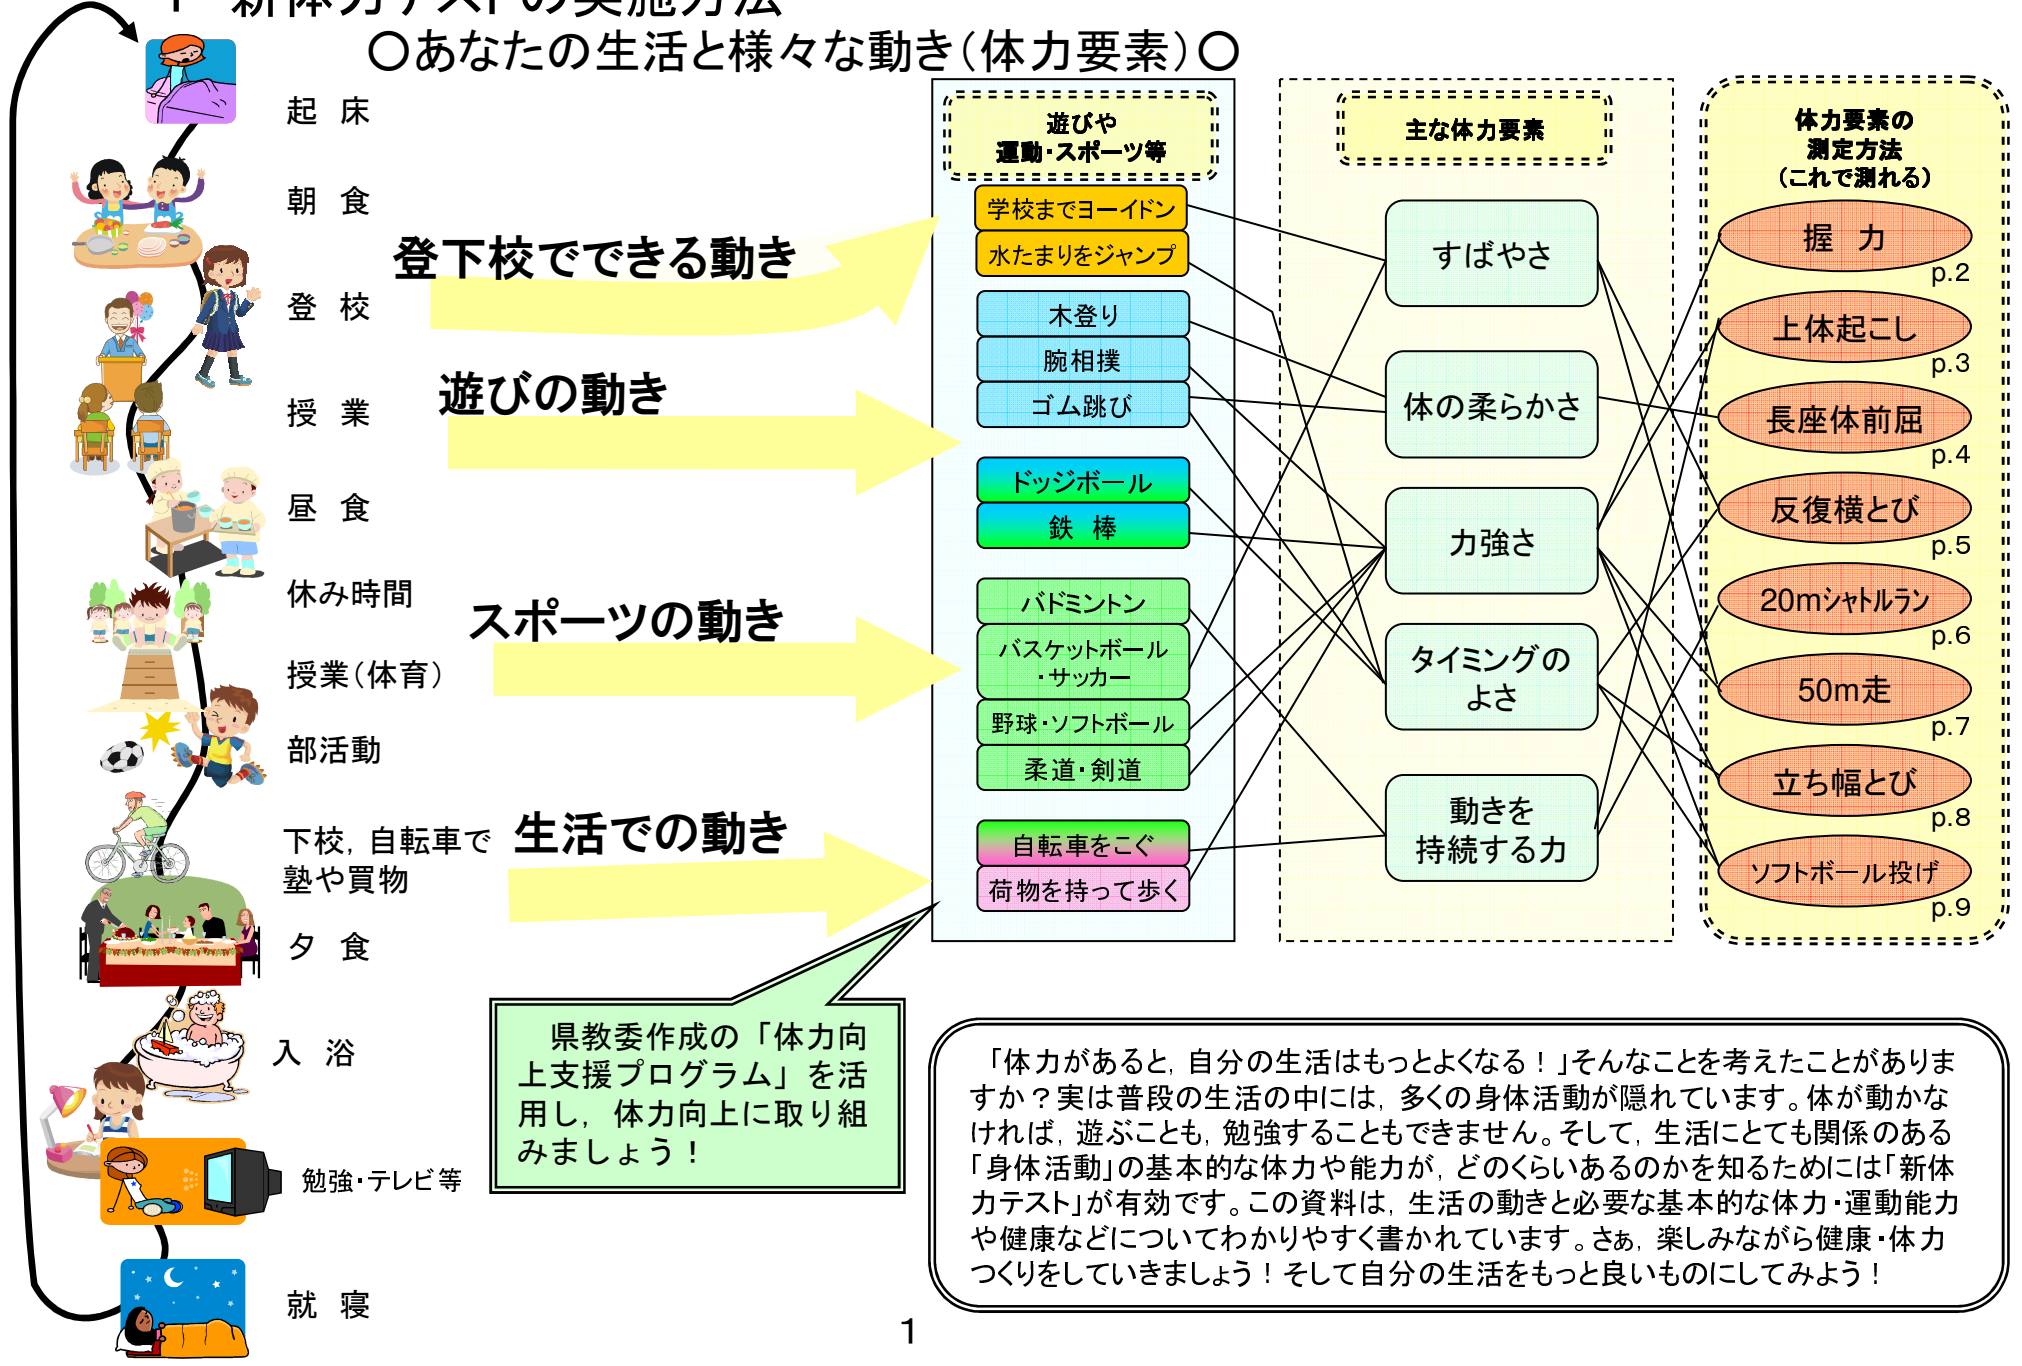 1 新体力テストの実施方法
〇あなたの生活と様々な動き(体力要素)〇
起 床
朝 食
登 校
授 業
昼 食
休み時間
授業(体育)
部活動
下校，自転車で
塾や買物
夕 食
入 浴
勉強・テレビ等
就 寝
登下校でできる動き
遊びの動き
スポーツの動き
生活での動き
遊びや
運動・スポーツ等
学校までヨーイドン
水たまりをジャンプ
木登り
腕相撲
ゴム跳び
ドッジボール
鉄 棒
バドミントン
バスケットボール
・サッカー
野球・ソフトボール
柔道・剣道
自転車をこぐ
荷物を持って歩く
主な体力要素
すばやさ
体の柔らかさ
力強さ
タイミングの
よさ
動きを
持続する力
体力要素の
測定方法
(これで測れる)
握 力
p.2
上体起こし
p.3
長座体前屈
p.4
反復横とび
p.5
20mシャトルラン
p.6
50m走
p.7
立ち幅とび
p.8
ソフトボール投げ
p.9
県教委作成の「体力向
上支援プログラム」を活
用し，体力向上に取り組
みましょう！
「体力があると，自分の生活はもっとよくなる！」そんなことを考えたことがありま
すか？実は普段の生活の中には，多くの身体活動が隠れています。体が動かな
ければ，遊ぶことも，勉強することもできません。そして，生活にとても関係のある
「身体活動」の基本的な体力や能力が，どのくらいあるのかを知るためには「新体
力テスト」が有効です。この資料は，生活の動きと必要な基本的な体力・運動能力
や健康などについてわかりやすく書かれています。さぁ，楽しみながら健康・体力
つくりをしていきましょう！そして自分の生活をもっと良いものにしてみよう！
1